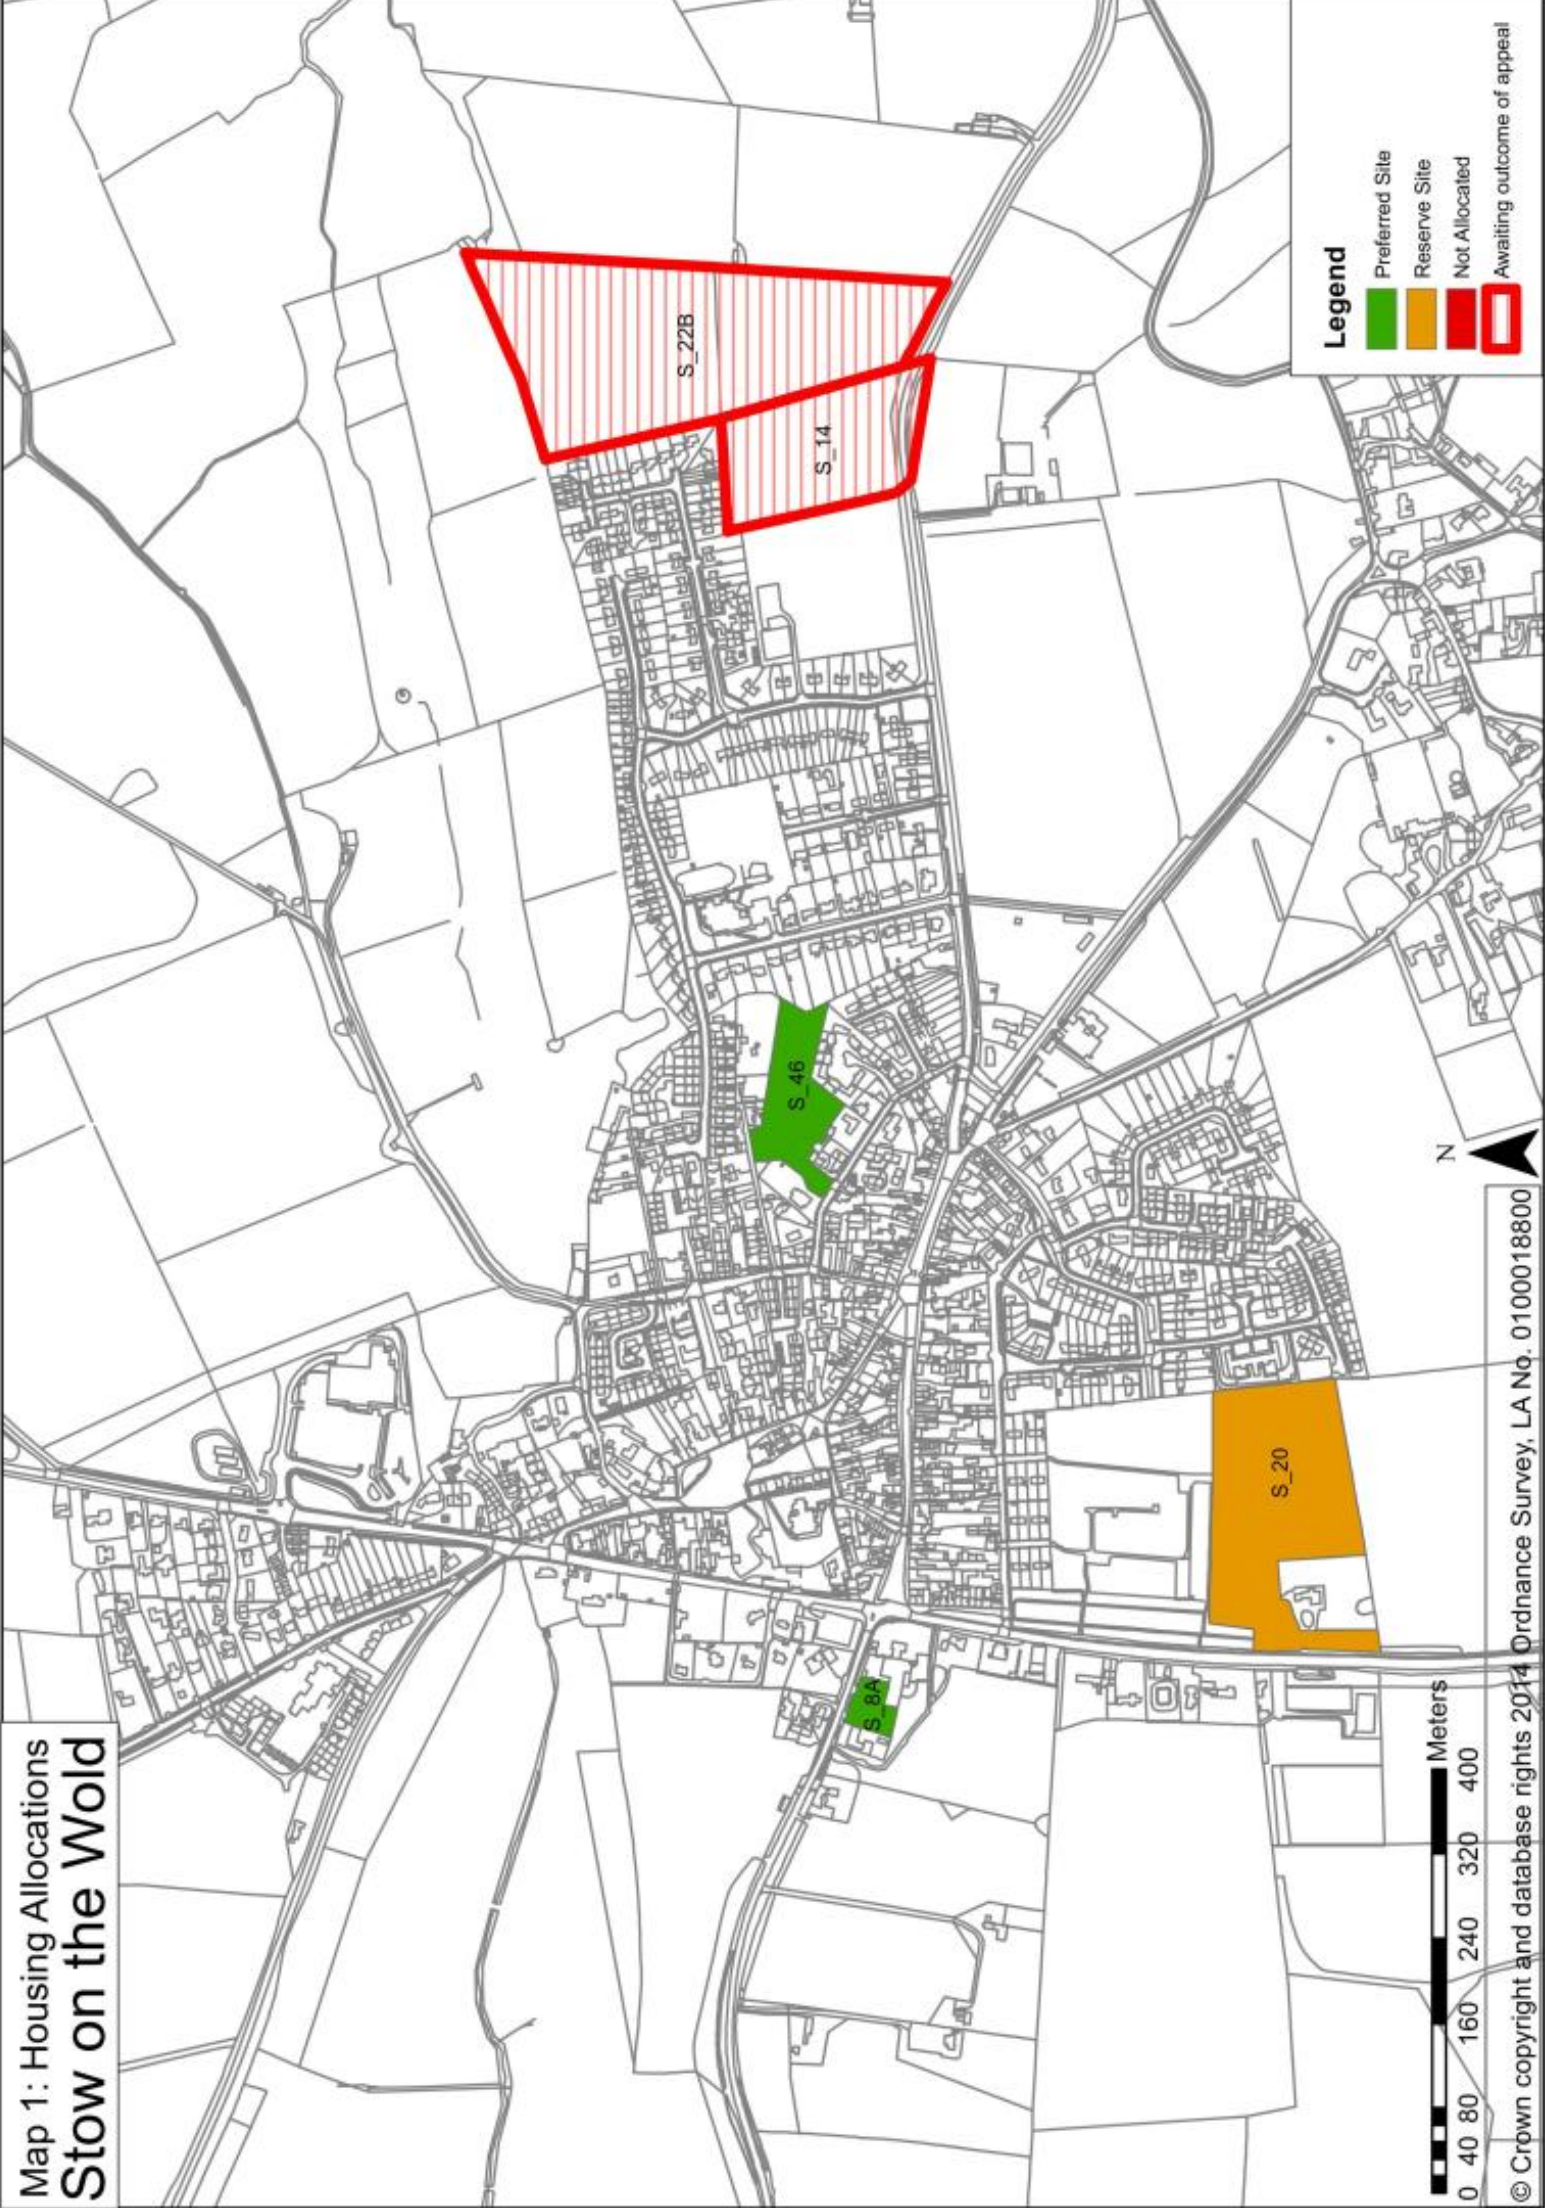 Map 1: Housing Allocations
Stow on the Wold
S_22B
S_14
S_46
S_20
S_8A
Legend
Preferred Site
Reserve Site
Not Allocated
Awaiting outcome of appeal
N
0 40 80 160 240 320 400
Meters
© Crown copyright and database rights 2014 Ordnance Survey, LA No. 0100018800